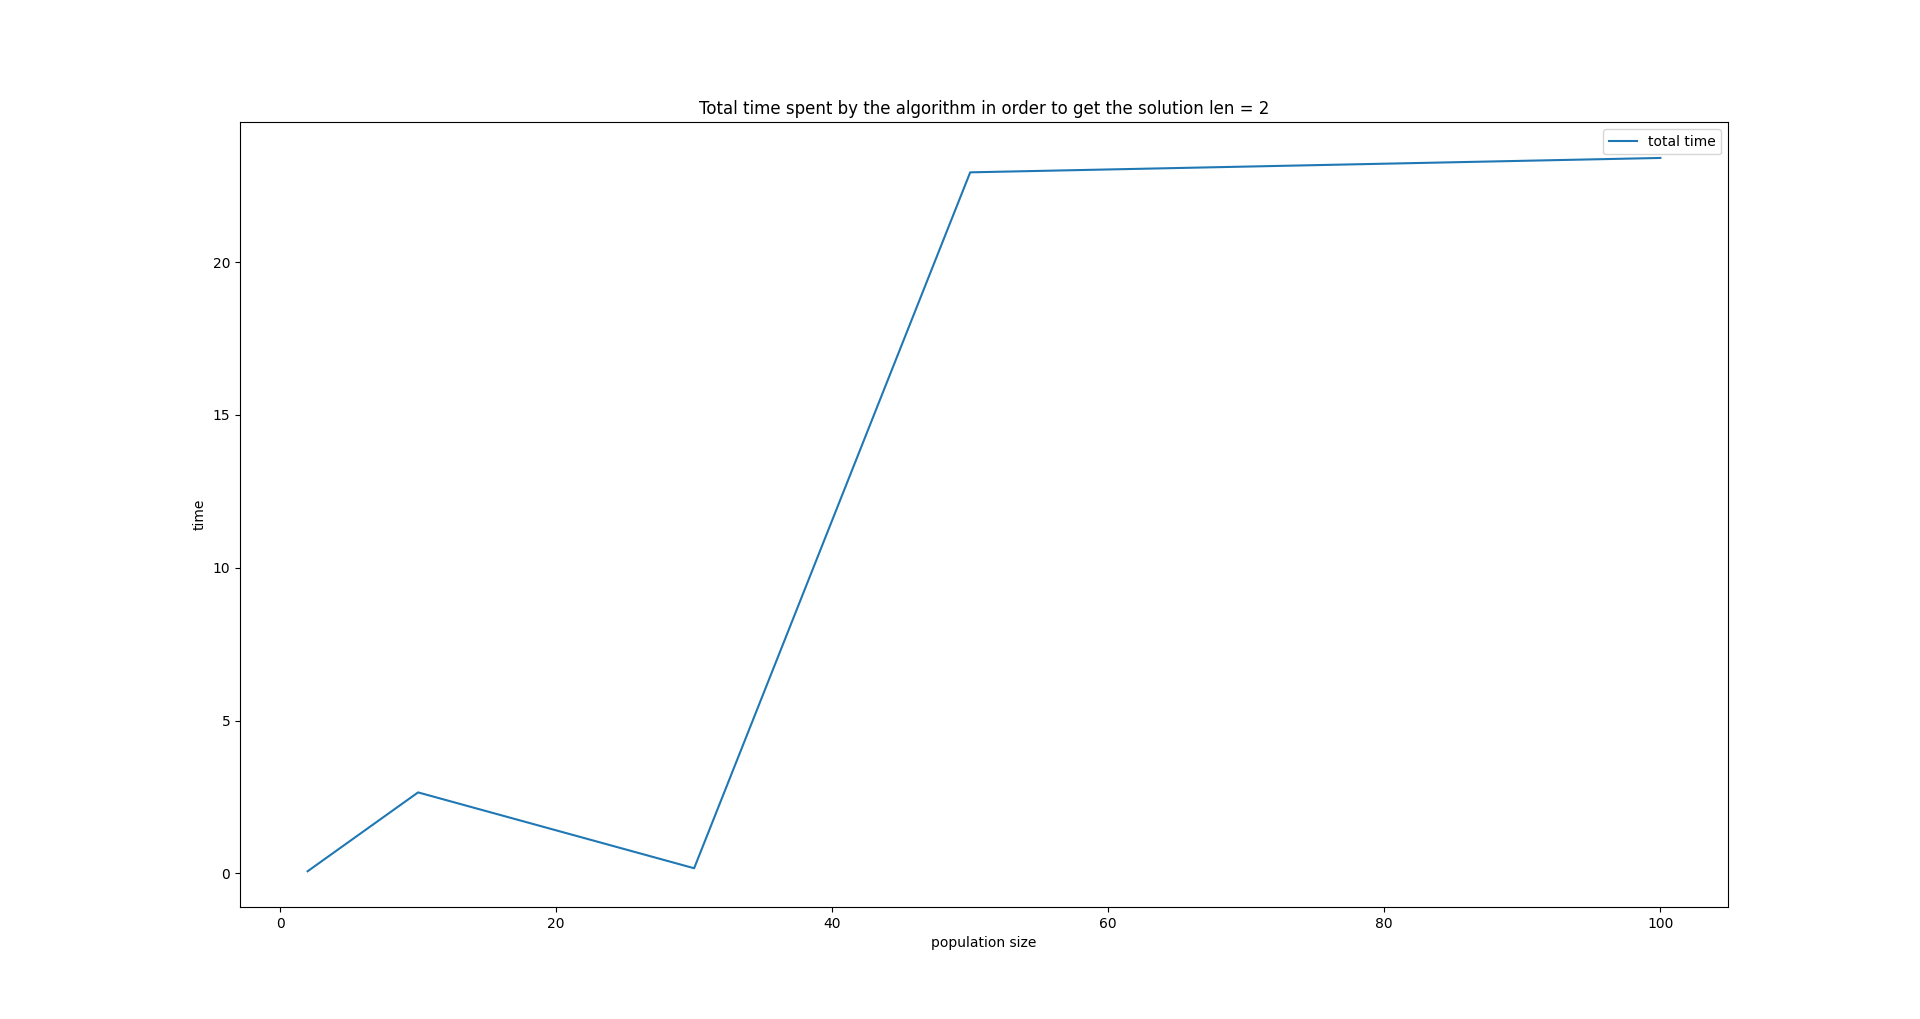 Total time spent by the algorithm in order to get the solution len = 2
total time
20
15
10
5
0
time
0 20 40 60 80 100
population size